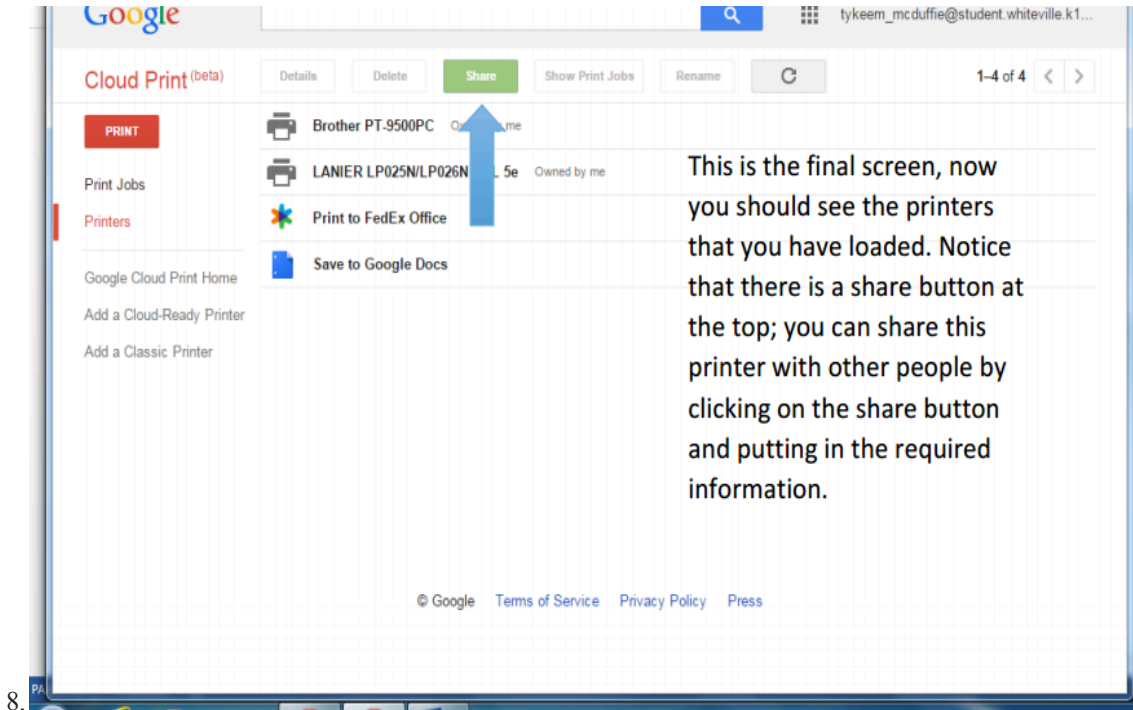 Google
tykeem_mcduffie@student.whiteville.k1...
Cloud Print (beta)
Details Delete Share Show Print Jobs Rename 1–4 of 4
PRINT
Print Jobs
Printers
Google Cloud Print Home
Add a Cloud-Ready Printer
Add a Classic Printer
Brother PT-9500PC me
LANIER LP025N/LP026N 5e Owned by me
Print to FedEx Office
Save to Google Docs
This is the final screen, now
you should see the printers
that you have loaded. Notice
that there is a share button at
the top; you can share this
printer with other people by
clicking on the share button
and putting in the required
information.
© Google Terms of Service Privacy Policy Press
8.